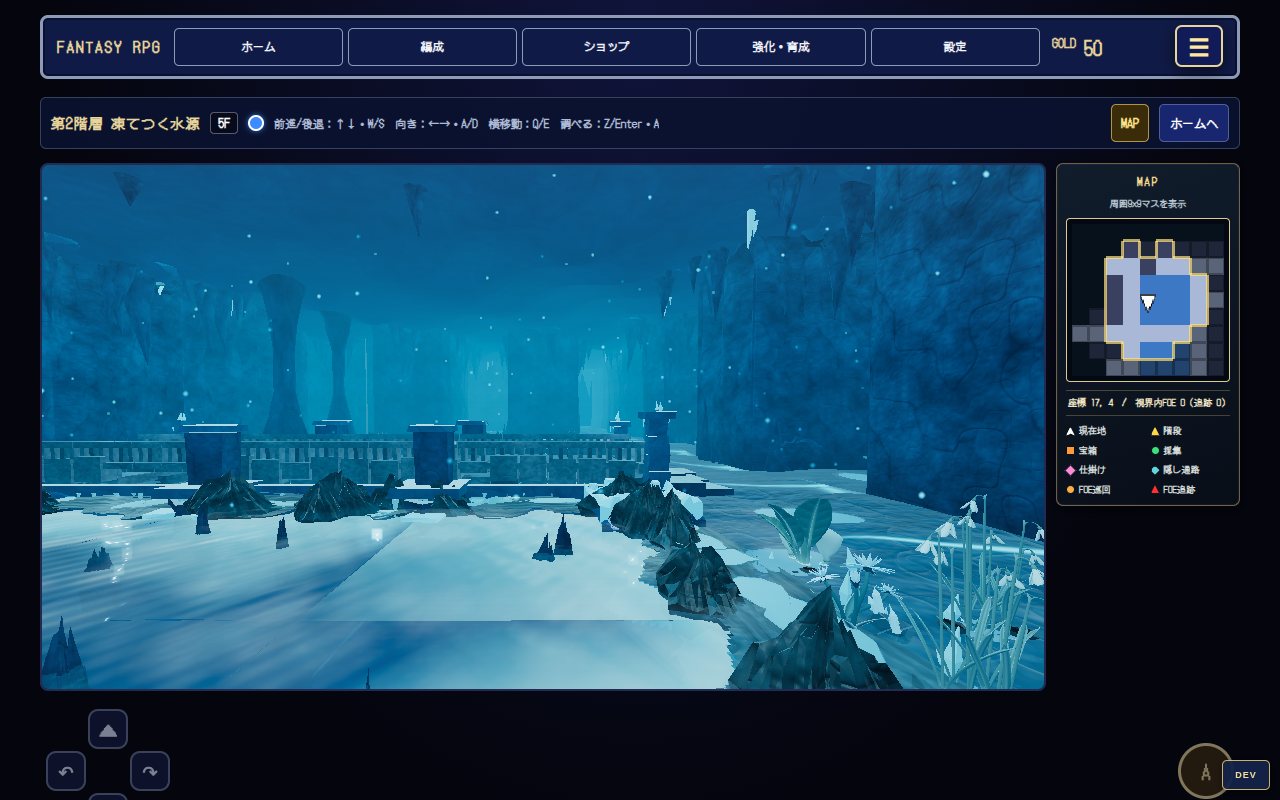 FANTASY RPG
ホーム
編成
ショップ
強化・育成
設定
GOLD 50
第2階層 凍てつく水源
5F
前進/後退：↑↓・W/S 向き：←→・A/D 横移動：Q/E 調べる：Z/Enter・A
MAP
ホームへ
MAP
周囲9x9マスを表示
座標 17, 4 / 視界内FOE 0（追跡 0）
現在地
階段
宝箱
採集
仕掛け
隠し通路
FOE巡回
FOE追跡
A
DEV